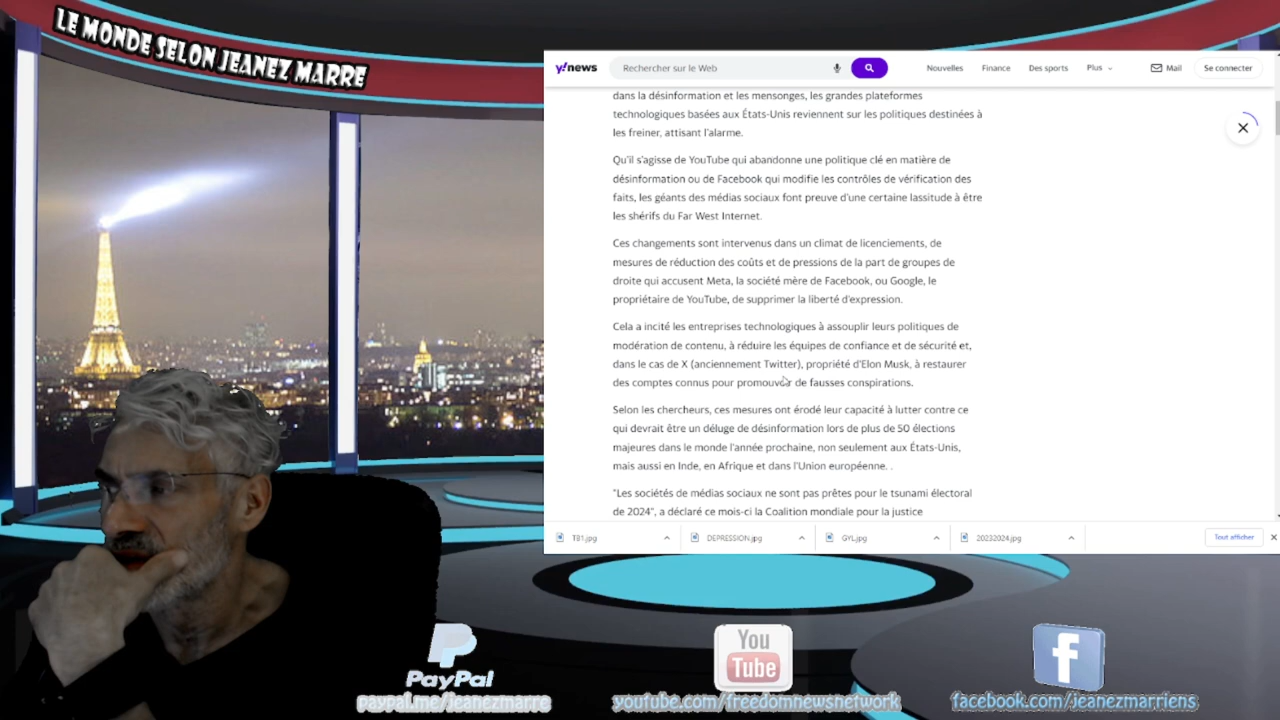 LE MONDE SELON JEANEZ MARRE
y!news
Rechercher sur le Web
Nouvelles
Finance
Des sports
Plus
Mail
Se connecter
dans la désinformation et les mensonges, les grandes plateformes
technologiques basées aux États-Unis reviennent sur les politiques destinées à
les freiner, attisant l'alarme.
Qu'il s'agisse de YouTube qui abandonne une politique clé en matière de
désinformation ou de Facebook qui modifie les contrôles de vérification des
faits, les géants des médias sociaux font preuve d'une certaine lassitude à être
les shérifs du Far West Internet.
Ces changements sont intervenus dans un climat de licenciements, de
mesures de réduction des coûts et de pressions de la part de groupes de
droite qui accusent Meta, la société mère de Facebook, ou Google, le
propriétaire de YouTube, de supprimer la liberté d'expression.
Cela a incité les entreprises technologiques à assouplir leurs politiques de
modération de contenu, à réduire les équipes de confiance et de sécurité et,
dans le cas de X (anciennement Twitter), propriété d'Elon Musk, à restaurer
des comptes connus pour promouvoir de fausses conspirations.
Selon les chercheurs, ces mesures ont érodé leur capacité à lutter contre ce
qui devrait être un déluge de désinformation lors de plus de 50 élections
majeures dans le monde l'année prochaine, non seulement aux États-Unis,
mais aussi en Inde, en Afrique et dans l'Union européenne. .
"Les sociétés de médias sociaux ne sont pas prêtes pour le tsunami électoral
de 2024", a déclaré ce mois-ci la Coalition mondiale pour la justice
TB1.jpg
DEPRESSION.jpg
GYL.jpg
20232024.jpg
Tout afficher
PayPal
paypal.me/jeanezmarre
You
Tube
youtube.com/freedomnewsnetwork
f
facebook.com/jeanezmarriens